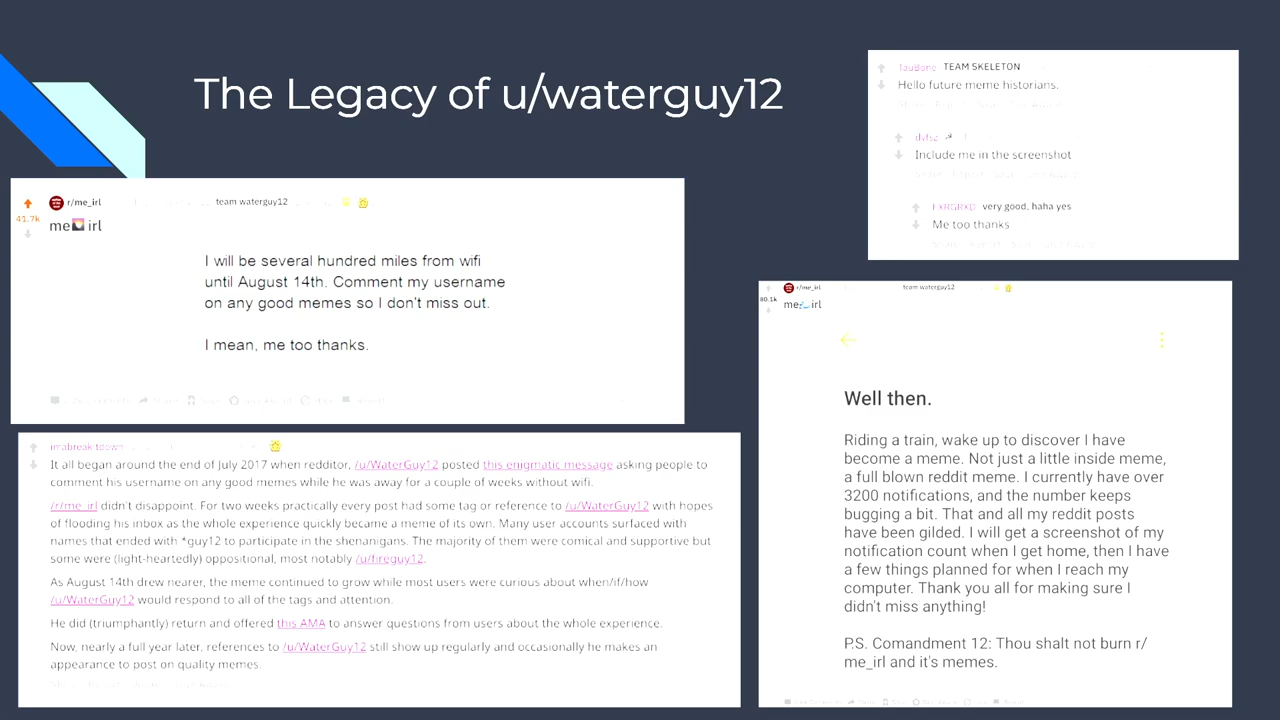 The Legacy of u/waterguy12
r/me_irl team waterguy12
41.7k
me irl
I will be several hundred miles from wifi
until August 14th. Comment my username
on any good memes so I don't miss out.
I mean, me too thanks.
It all began around the end of July 2017 when redditor, /u/WaterGuy12 posted this enigmatic message asking people to
comment his username on any good memes while he was away for a couple of weeks without wifi.
/r/me_irl didn't disappoint. For two weeks practically every post had some tag or reference to /u/WaterGuy12 with hopes
of flooding his inbox as the whole experience quickly became a meme of its own. Many user accounts surfaced with
names that ended with *guy12 to participate in the shenanigans. The majority of them were comical and supportive but
some were (light-heartedly) oppositional, most notably /u/fireguy12.
As August 14th drew nearer, the meme continued to grow while most users were curious about when/if/how
/u/WaterGuy12 would respond to all of the tags and attention.
He did (triumphantly) return and offered this AMA to answer questions from users about the whole experience.
Now, nearly a full year later, references to /u/WaterGuy12 still show up regularly and occasionally he makes an
appearance to post on quality memes.
TauBone TEAM SKELETON
Hello future meme historians.
Include me in the screenshot
FXRGRXD very good, haha yes
Me too thanks
r/me_irl team waterguy12
80.1k
me irl
Well then.
Riding a train, wake up to discover I have
become a meme. Not just a little inside meme,
a full blown reddit meme. I currently have over
3200 notifications, and the number keeps
bugging a bit. That and all my reddit posts
have been gilded. I will get a screenshot of my
notification count when I get home, then I have
a few things planned for when I reach my
computer. Thank you all for making sure I
didn't miss anything!
P.S. Comandment 12: Thou shalt not burn r/
me_irl and it's memes.